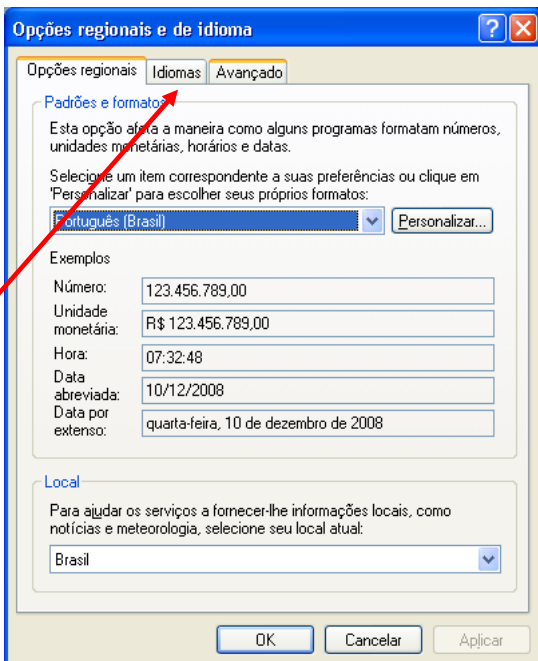 Opções regionais e de idioma
Opções regionais Idiomas Avançado
Padrões e formatos
Esta opção afeta a maneira como alguns programas formatam números,
unidades monetárias, horários e datas.
Selecione um item correspondente a suas preferências ou clique em
'Personalizar' para escolher seus próprios formatos:
Português (Brasil) Personalizar...
Exemplos
Número: 123.456.789,00
Unidade
monetária: R$ 123.456.789,00
Hora: 07:32:48
Data
abreviada: 10/12/2008
Data por
extenso: quarta-feira, 10 de dezembro de 2008
Local
Para ajudar os serviços a fornecer-lhe informações locais, como
notícias e meteorologia, selecione seu local atual:
Brasil
OK Cancelar Aplicar